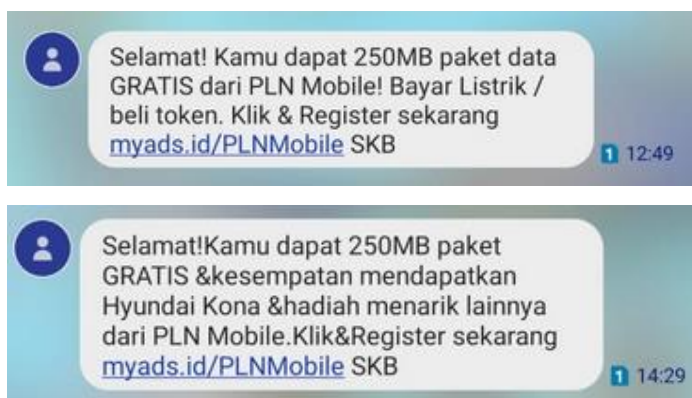 Selamat! Kamu dapat 250MB paket data
GRATIS dari PLN Mobile! Bayar Listrik /
beli token. Klik & Register sekarang
myads.id/PLNMobile SKB
1 12:49
Selamat!Kamu dapat 250MB paket
GRATIS &kesempatan mendapatkan
Hyundai Kona &hadiah menarik lainnya
dari PLN Mobile.Klik&Register sekarang
myads.id/PLNMobile SKB
1 14:29